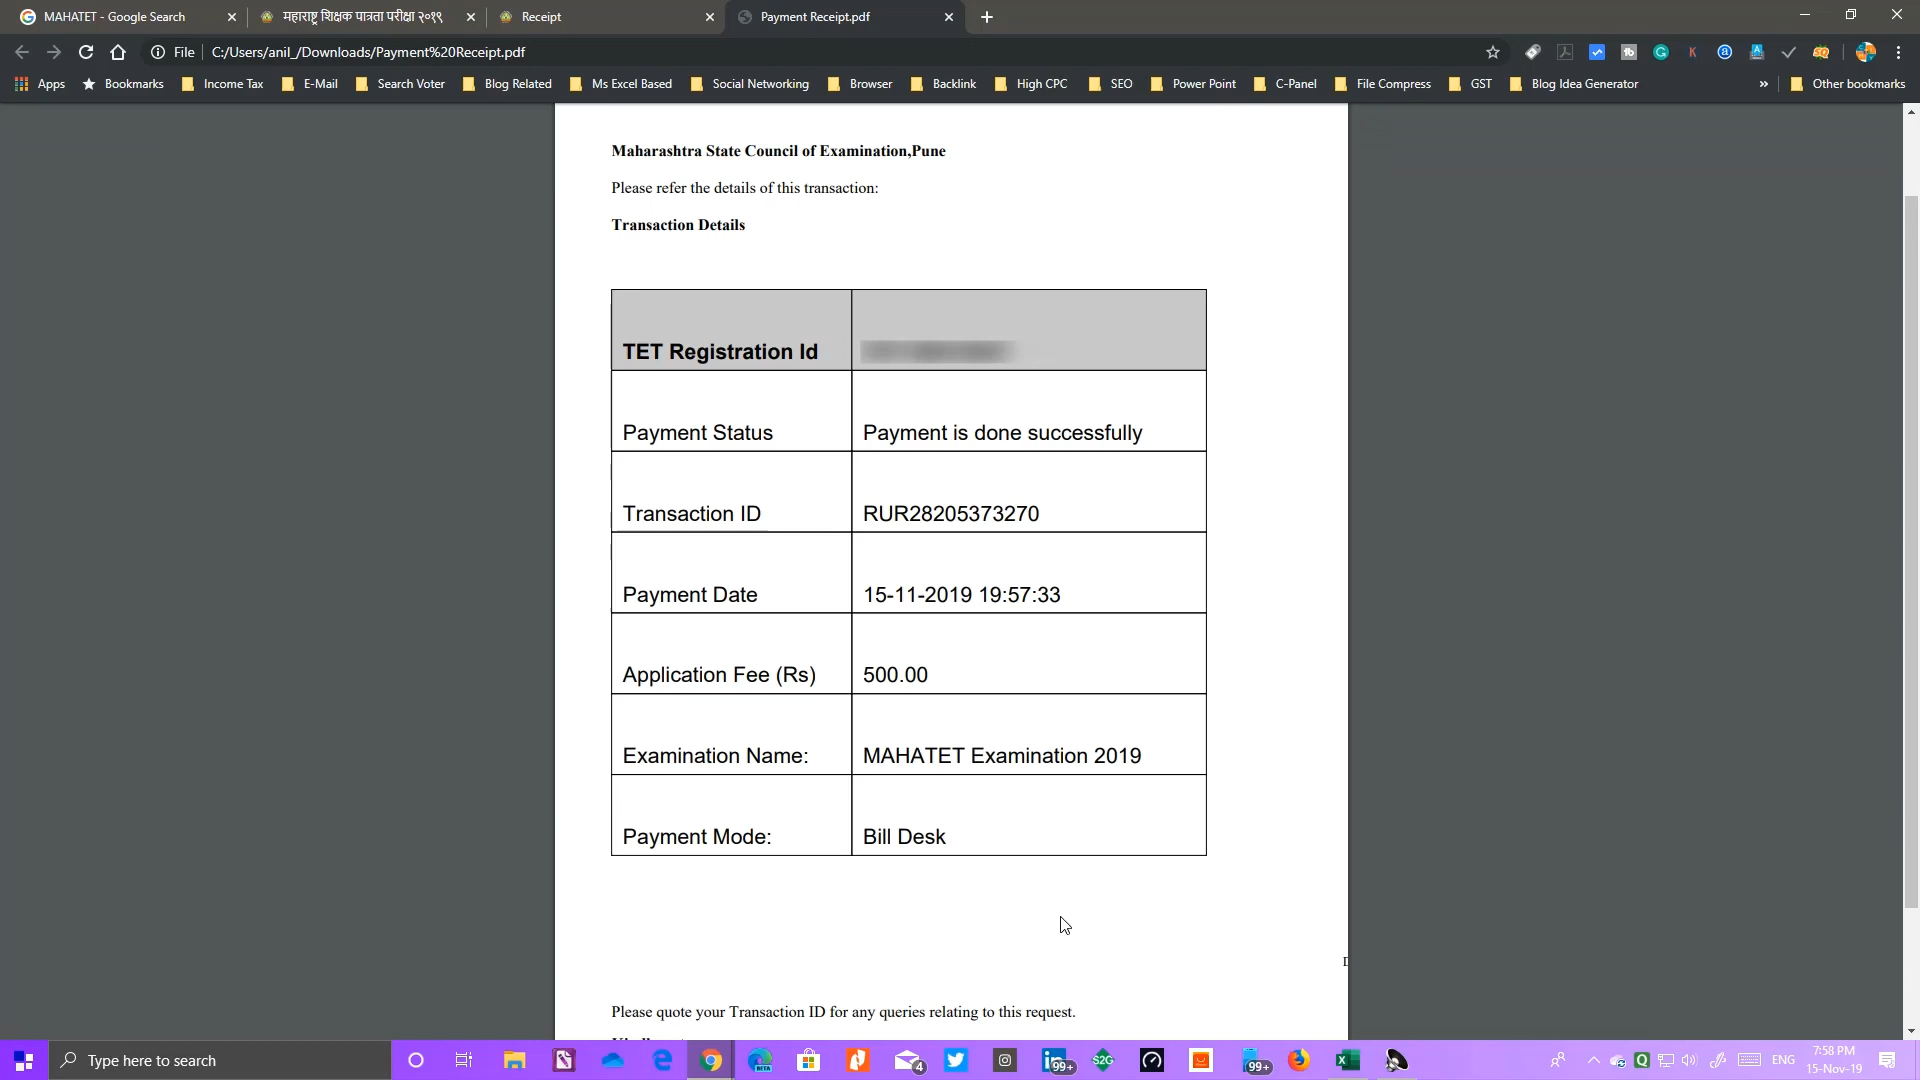 MAHATET - Google Search
महाराष्ट्र शिक्षक पात्रता परीक्षा २०१९
Receipt
Payment Receipt.pdf
File
C:/Users/anil_/Downloads/Payment%20Receipt.pdf
Apps
Bookmarks
Income Tax
E-Mail
Search Voter
Blog Related
Ms Excel Based
Social Networking
Browser
Backlink
High CPC
SEO
Power Point
C-Panel
File Compress
GST
Blog Idea Generator
»
Other bookmarks
Maharashtra State Council of Examination,Pune
Please refer the details of this transaction:
Transaction Details
TET Registration Id
Payment Status
Payment is done successfully
Transaction ID
RUR28205373270
Payment Date
15-11-2019 19:57:33
Application Fee (Rs)
500.00
Examination Name:
MAHATET Examination 2019
Payment Mode:
Bill Desk
Please quote your Transaction ID for any queries relating to this request.
Type here to search
BETA
4
99+
S2G
99+
ENG
7:58 PM
15-Nov-19